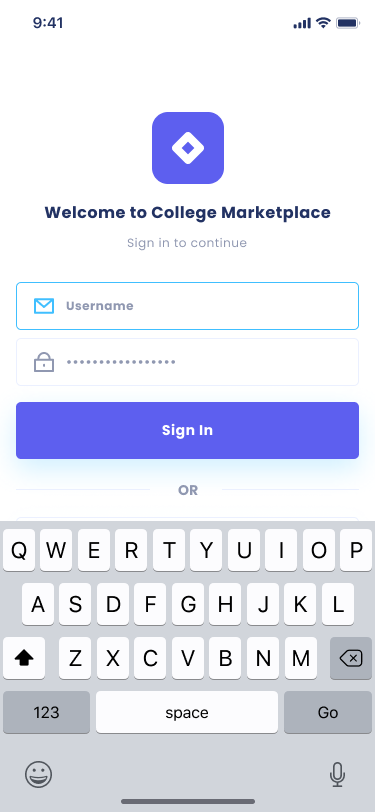 9:41
Welcome to College Marketplace
Sign in to continue
Username
•••••••••••••••••
Sign In
OR
Q W E R T Y U I O P
A S D F G H J K L
Z X C V B N M
123 space Go